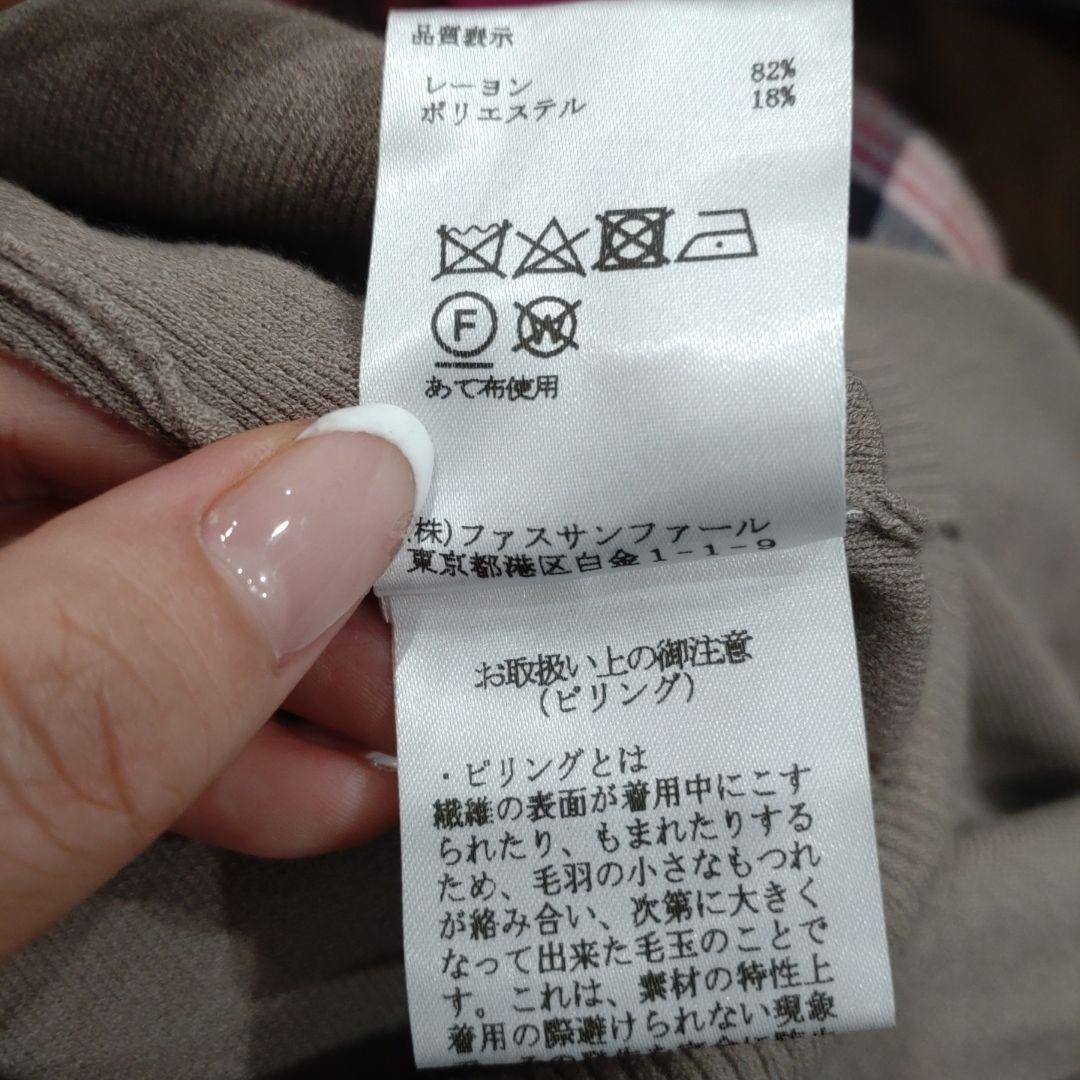 品質表示
レーヨン 82%
ポリエステル 18%
F W
あて布使用
株)ファスサンファール
東京都港区白金1-1-9
お取扱い上の御注意
(ピリング)
・ピリングとは
繊維の表面が着用中にこす
られたり、もまれたりする
ため、毛羽の小さなもつれ
が絡み合い、次第に大きく
なって出来た毛玉のことで
す。これは、素材の特性上
着用の際避けられない現象